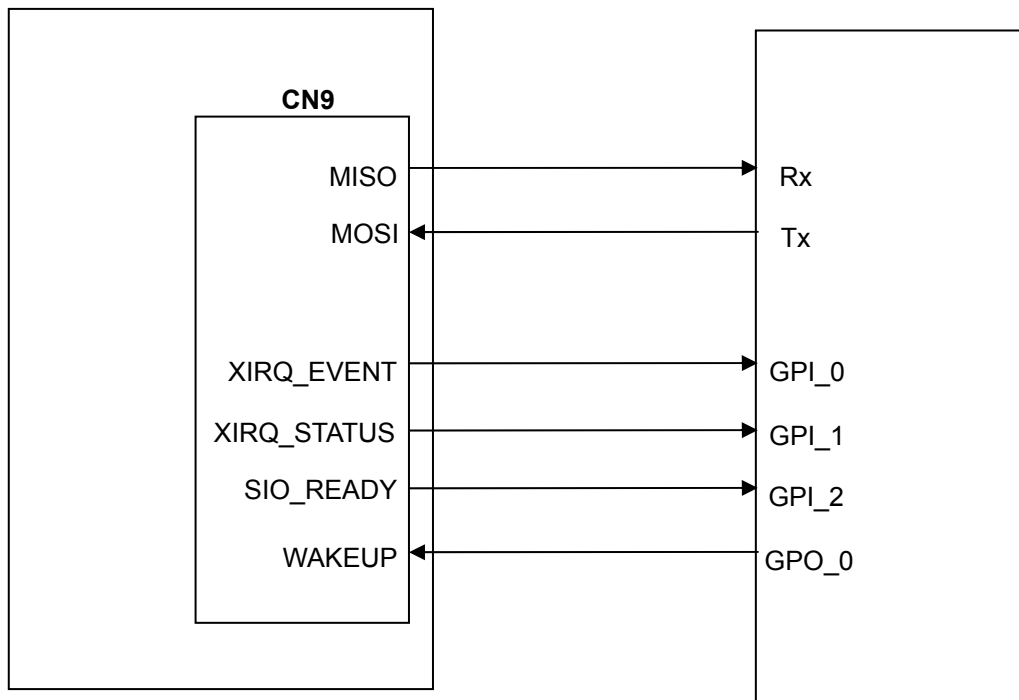 CN9
MISO
Rx
MOSI
Tx
XIRQ_EVENT
GPI_0
XIRQ_STATUS
GPI_1
SIO_READY
GPI_2
WAKEUP
GPO_0